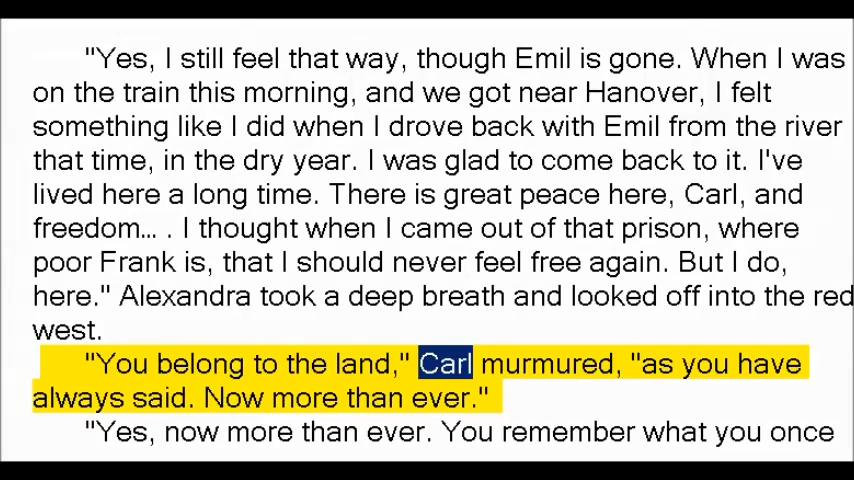 "Yes, I still feel that way, though Emil is gone. When I was
on the train this morning, and we got near Hanover, I felt
something like I did when I drove back with Emil from the river
that time, in the dry year. I was glad to come back to it. I've
lived here a long time. There is great peace here, Carl, and
freedom... . I thought when I came out of that prison, where
poor Frank is, that I should never feel free again. But I do,
here." Alexandra took a deep breath and looked off into the red
west.
"You belong to the land," Carl murmured, "as you have
always said. Now more than ever."
"Yes, now more than ever. You remember what you once